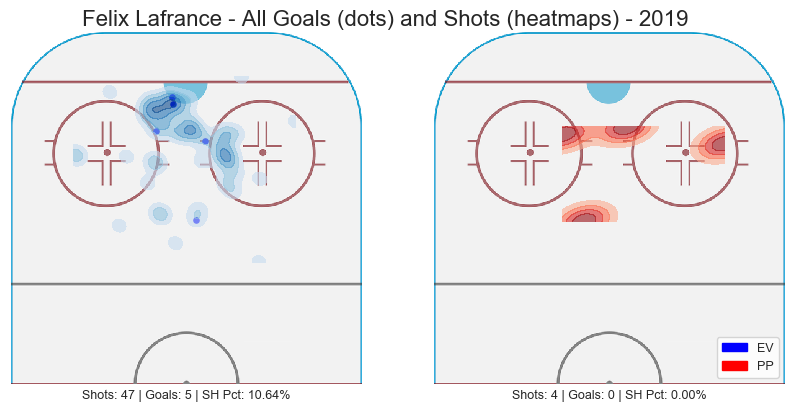 Felix Lafrance - All Goals (dots) and Shots (heatmaps) - 2019
EV
PP
Shots: 47 | Goals: 5 | SH Pct: 10.64%
Shots: 4 | Goals: 0 | SH Pct: 0.00%